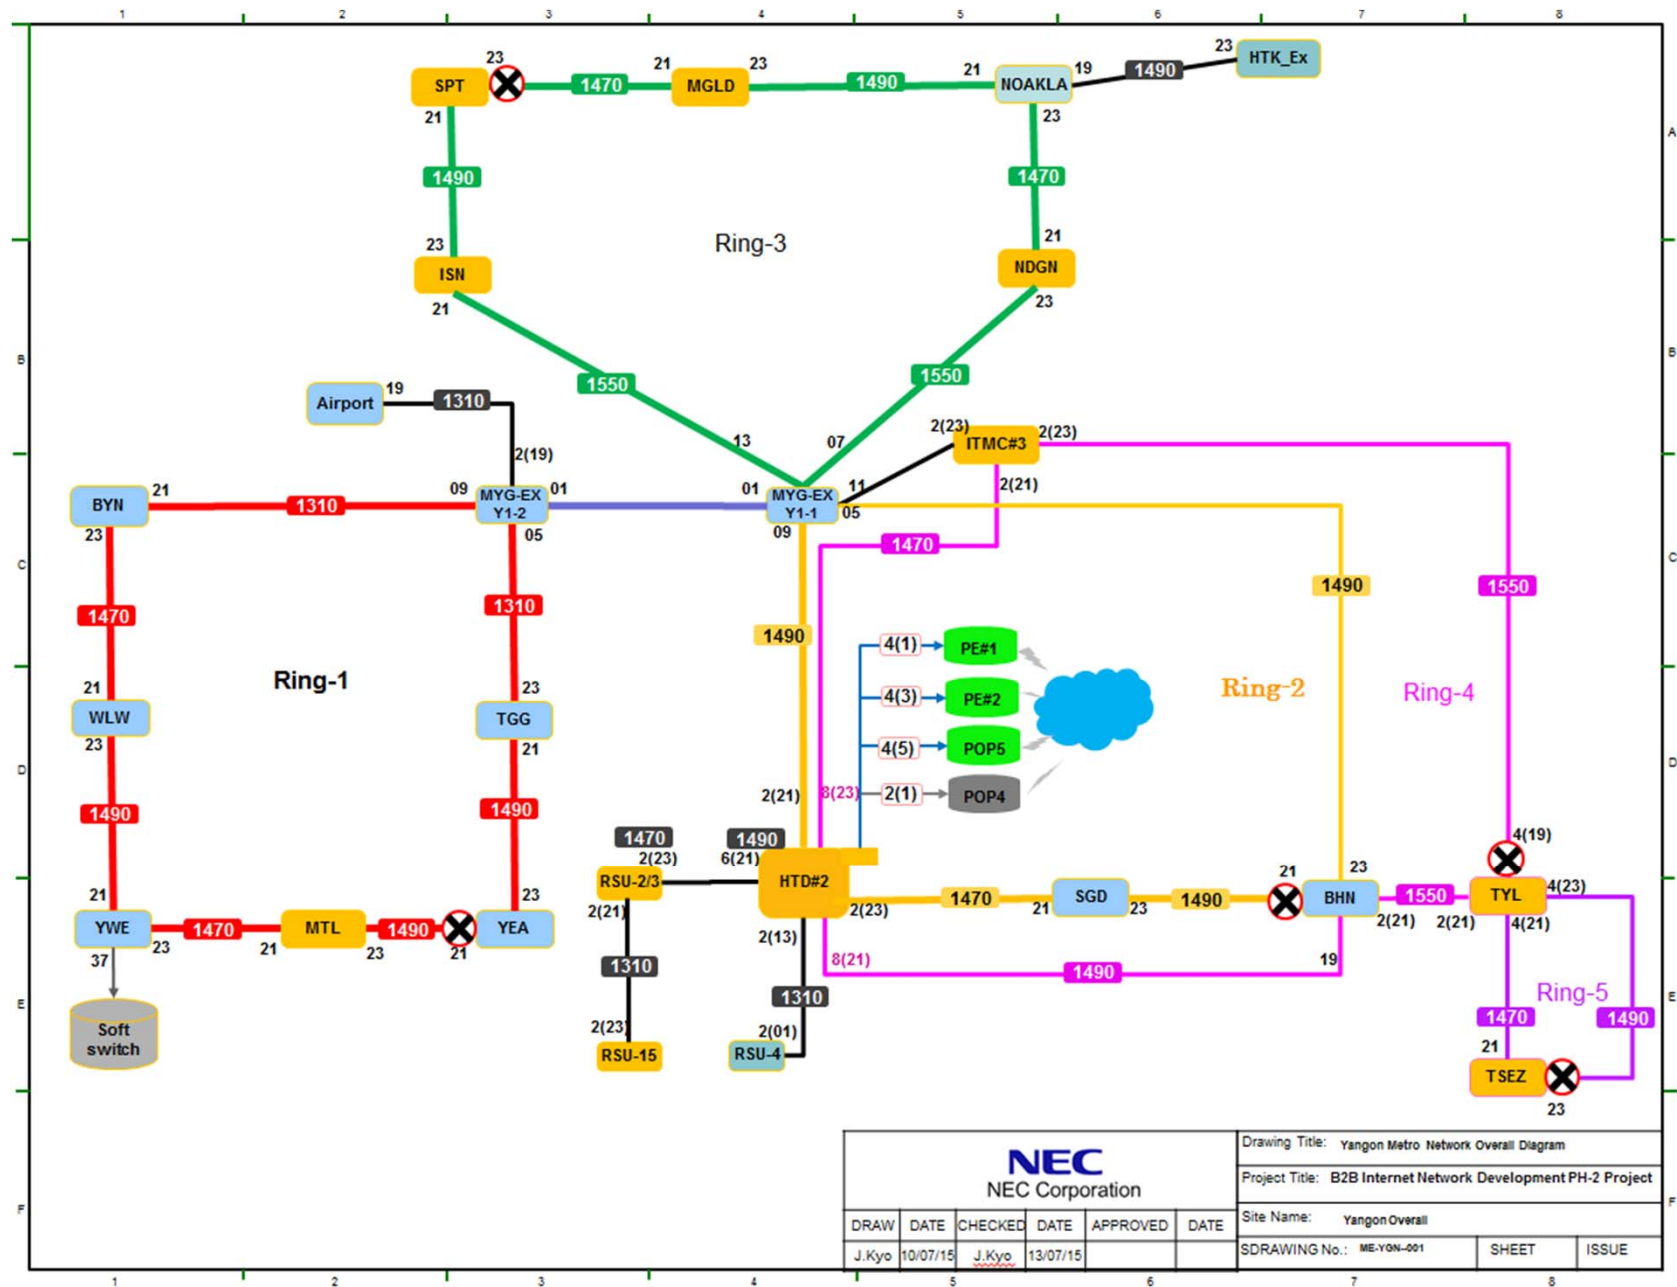 1 2 3 4 5 6 7 8
23 21 23 21 19 23 HTK_Ex
SPT 1470 MGLD 1490 NOAKLA 1490
21 23
A A
1490 1470
23 Ring-3 21
ISN NDGN
21 23
B B
1550 1550
Airport 19 1310
2(19) 13 07 2(23) ITMC#3 2(23)
BYN 21 1310 09 MYG-EX 01 01 MYG-EX 11 2(21)
Y1-2 Y1-1 05
23 05 09
1470
C C
1470 1310 1490 1490 1550
4(1) PE#1
Ring-1 Ring-2 Ring-4
21 23 4(3) PE#2
WLW TGG
23 21 4(5) POP5
D D
1490 1490 2(21) 8(23) 2(1) POP4
1470 1490 4(19)
2(23) 6(21)
21 23 RSU-2/3 HTD#2 1470 SGD 1490 21 23 BHN 1550 TYL 4(23)
YWE 1470 MTL 1490 YEA 2(21) 2(23) 21 23 2(21) 2(21) 4(21)
37 23 21 23 21 2(13)
1310 8(21) 1490 19
Ring-5
E E
Soft
switch
1310 1470 1490
2(23) 2(01) 21
RSU-15 RSU-4 TSEZ
23
F F
NEC
NEC Corporation
DRAW DATE CHECKED DATE APPROVED DATE
J.Kyo 10/07/15 J.Kyo 13/07/15
Drawing Title: Yangon Metro Network Overall Diagram
Project Title: B2B Internet Network Development PH-2 Project
Site Name: Yangon Overall
SDRAWING No.: ME-YGN--001 SHEET ISSUE
1 2 3 4 5 6 7 8